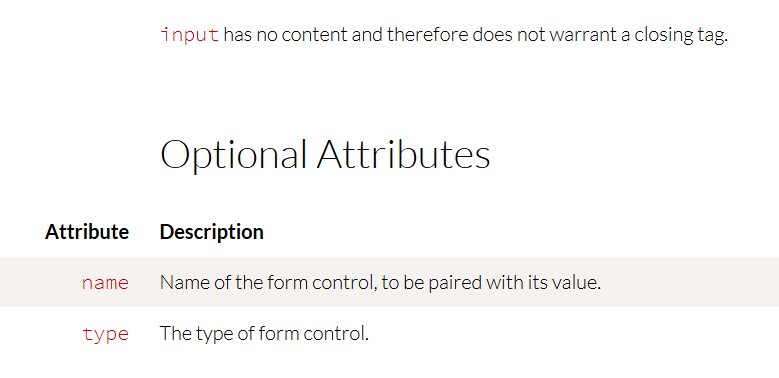 input has no content and therefore does not warrant a closing tag.
Optional Attributes
Attribute Description
name Name of the form control, to be paired with its value.
type The type of form control.